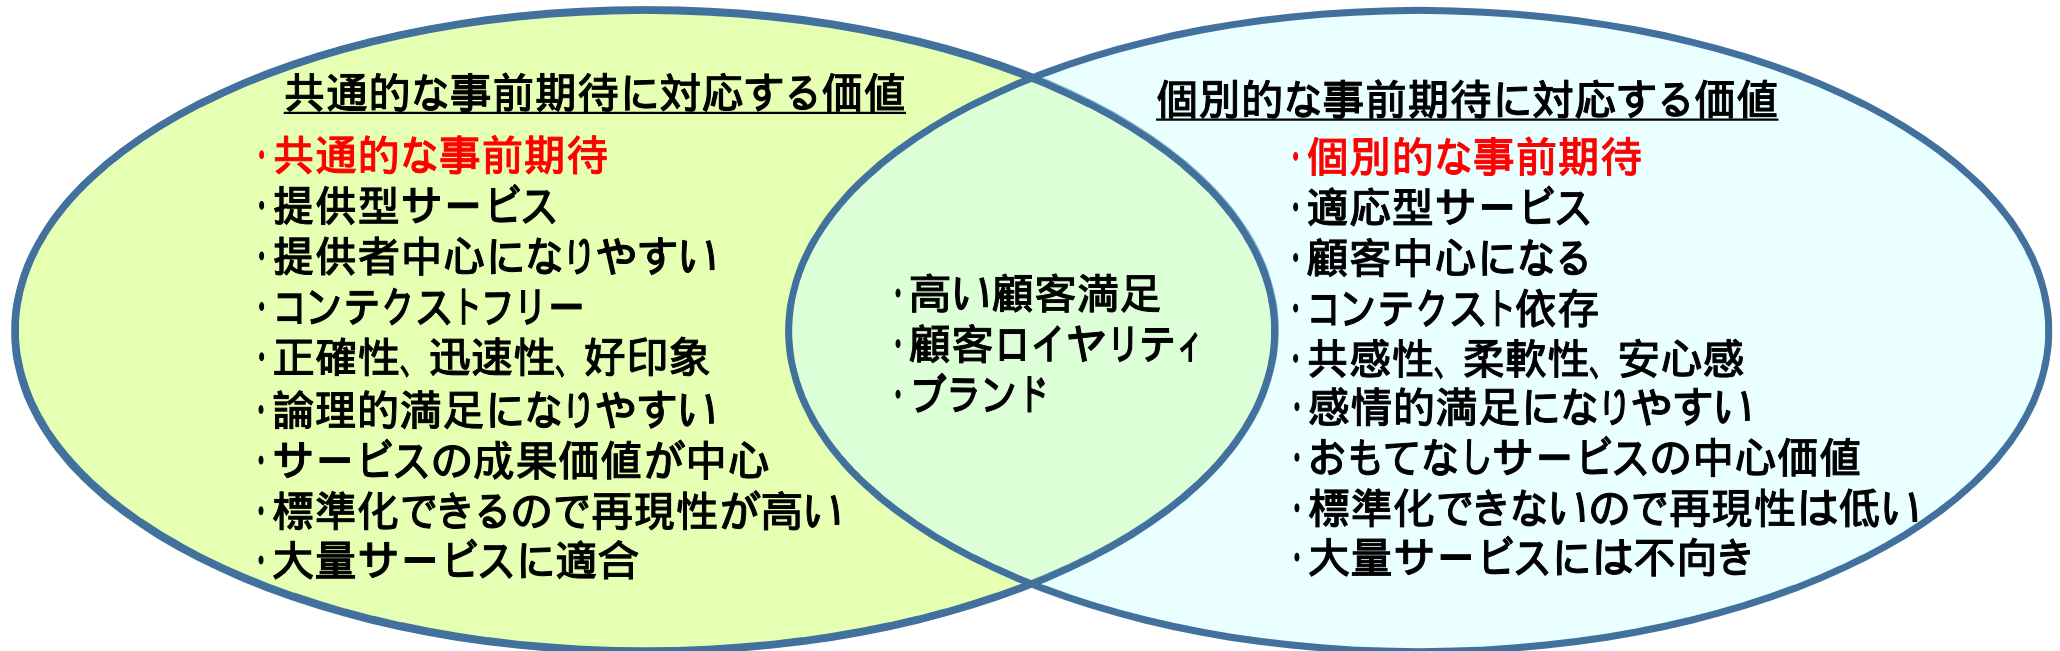 共通的な事前期待に対応する価値
・共通的な事前期待
・提供型サービス
・提供者中心になりやすい
・コンテクストフリー
・正確性、迅速性、好印象
・論理的満足になりやすい
・サービスの成果価値が中心
・標準化できるので再現性が高い
・大量サービスに適合
・高い顧客満足
・顧客ロイヤリティ
・ブランド
個別的な事前期待に対応する価値
・個別的な事前期待
・適応型サービス
・顧客中心になる
・コンテクスト依存
・共感性、柔軟性、安心感
・感情的満足になりやすい
・おもてなしサービスの中心価値
・標準化できないので再現性は低い
・大量サービスには不向き